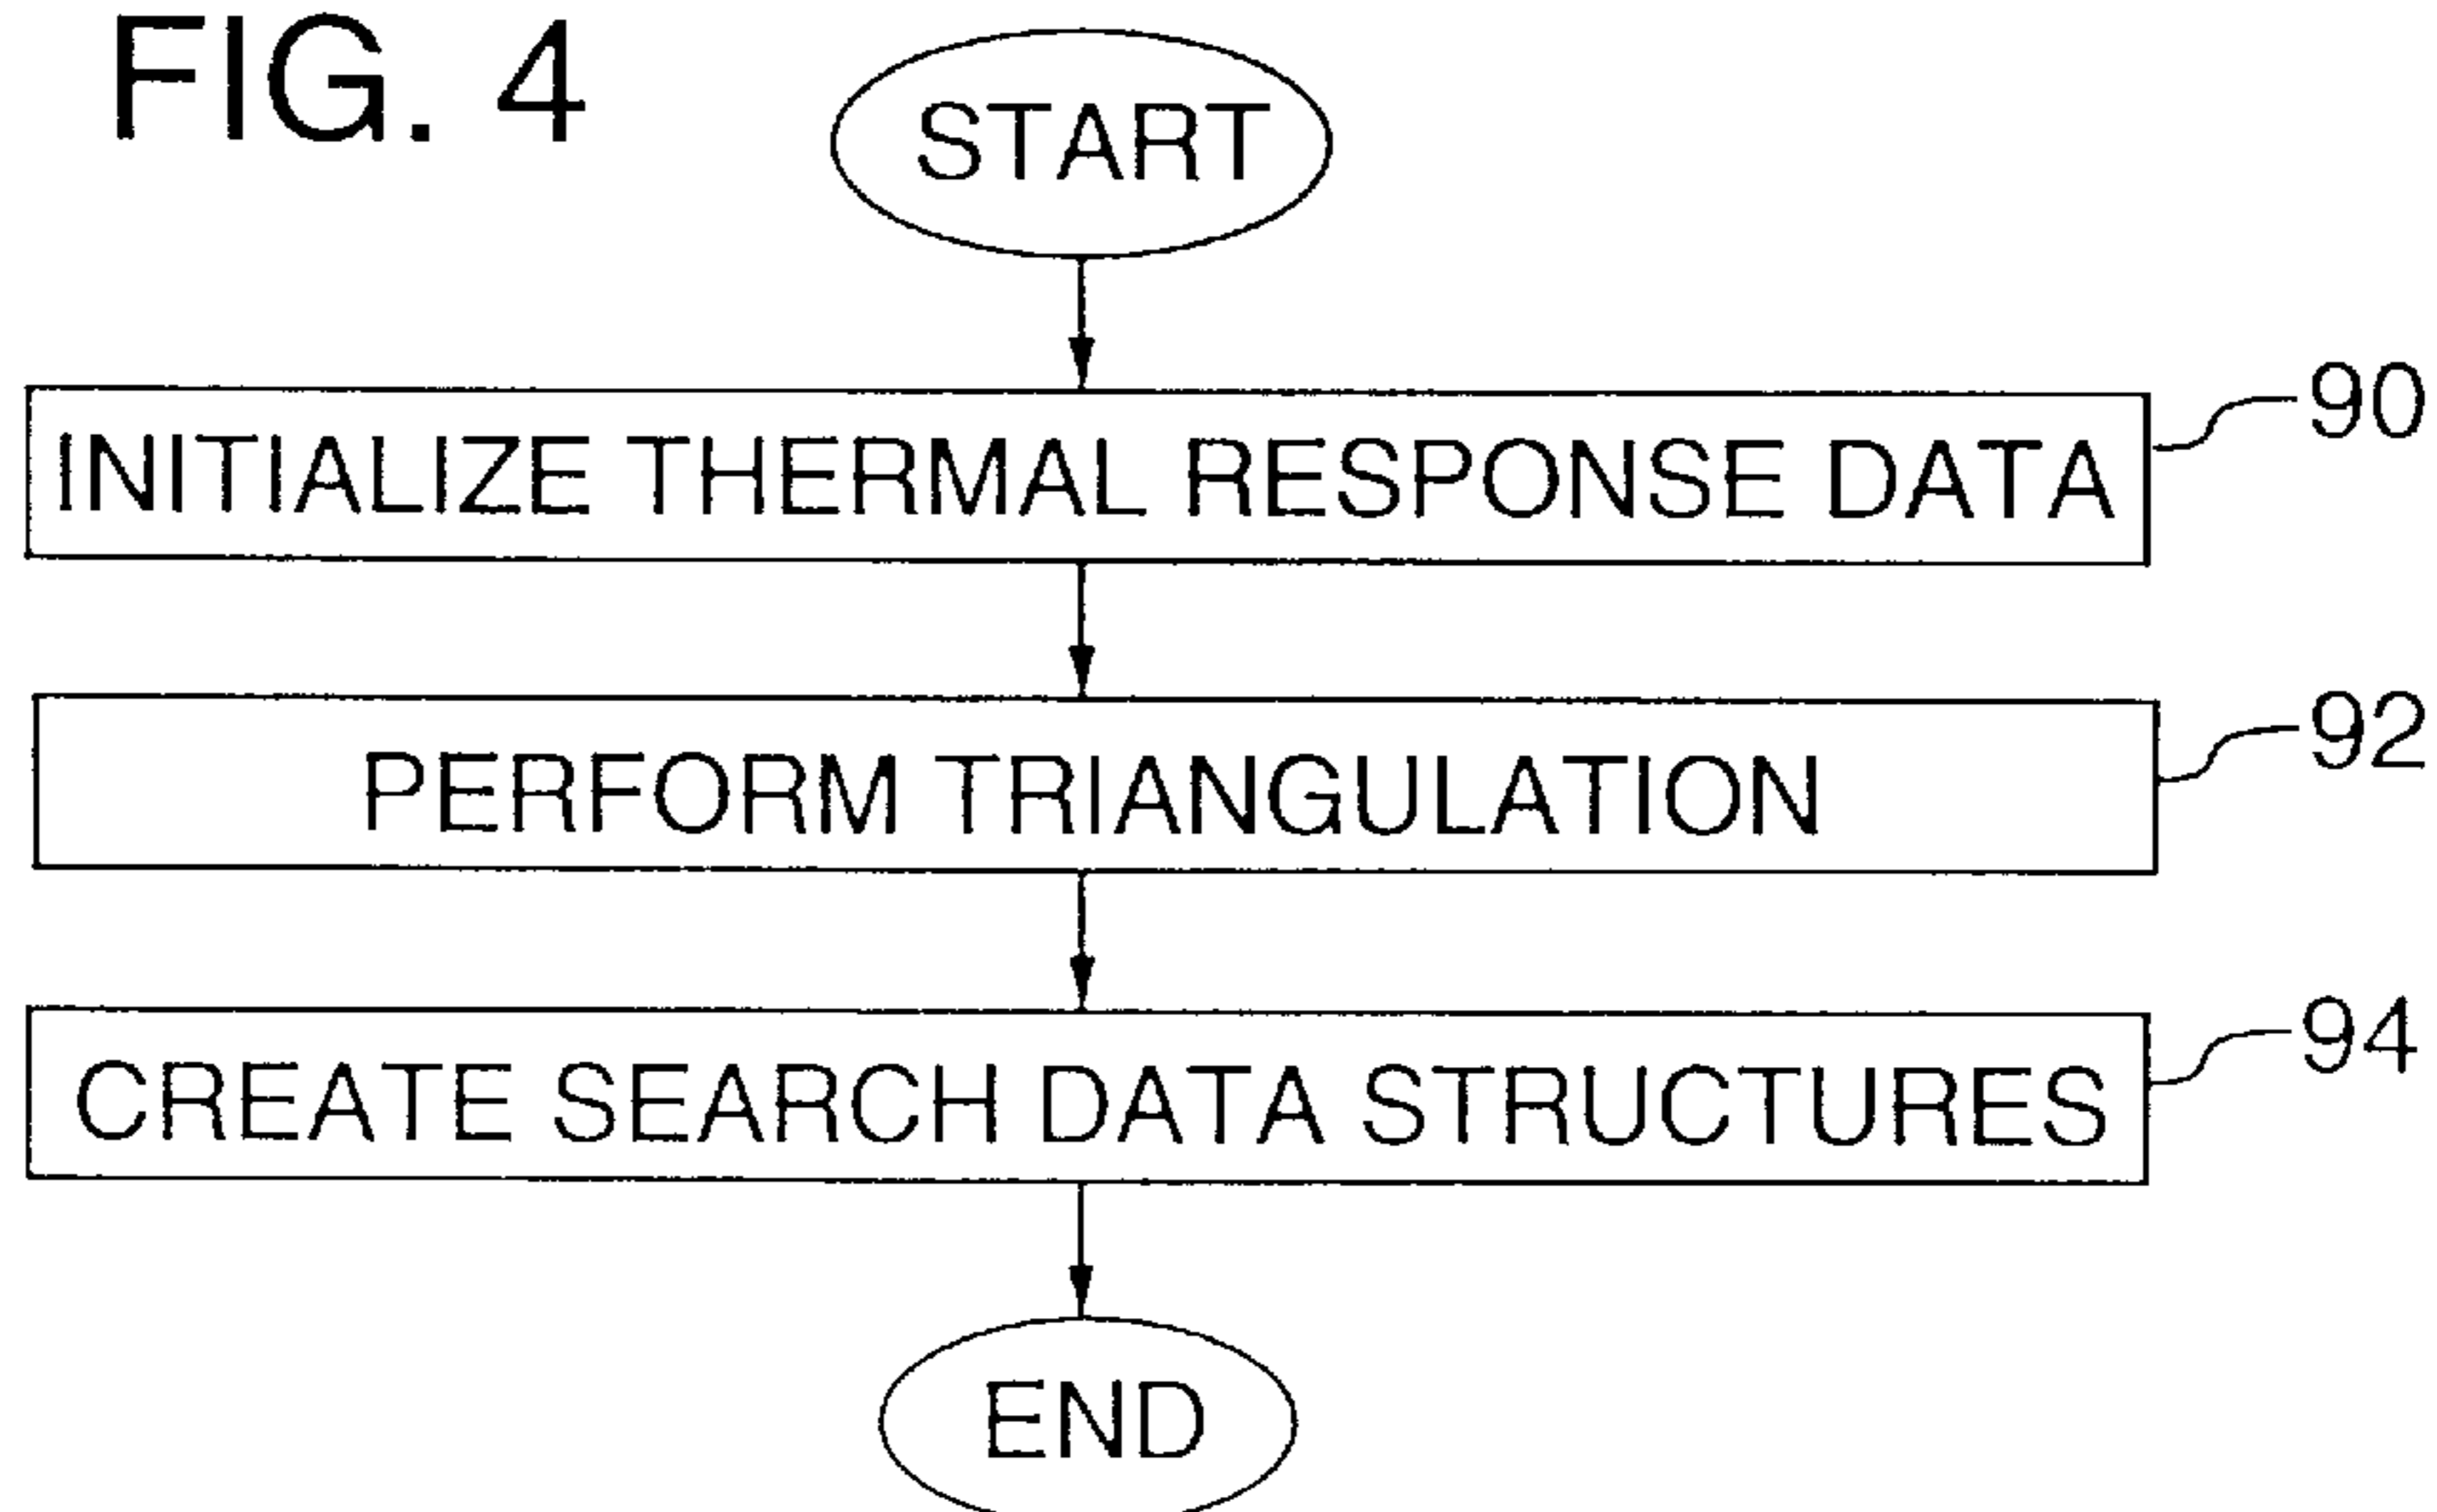 FIG. 4
START
INITIALIZE THERMAL RESPONSE DATA
90
PERFORM TRIANGULATION
92
CREATE SEARCH DATA STRUCTURES
94
END